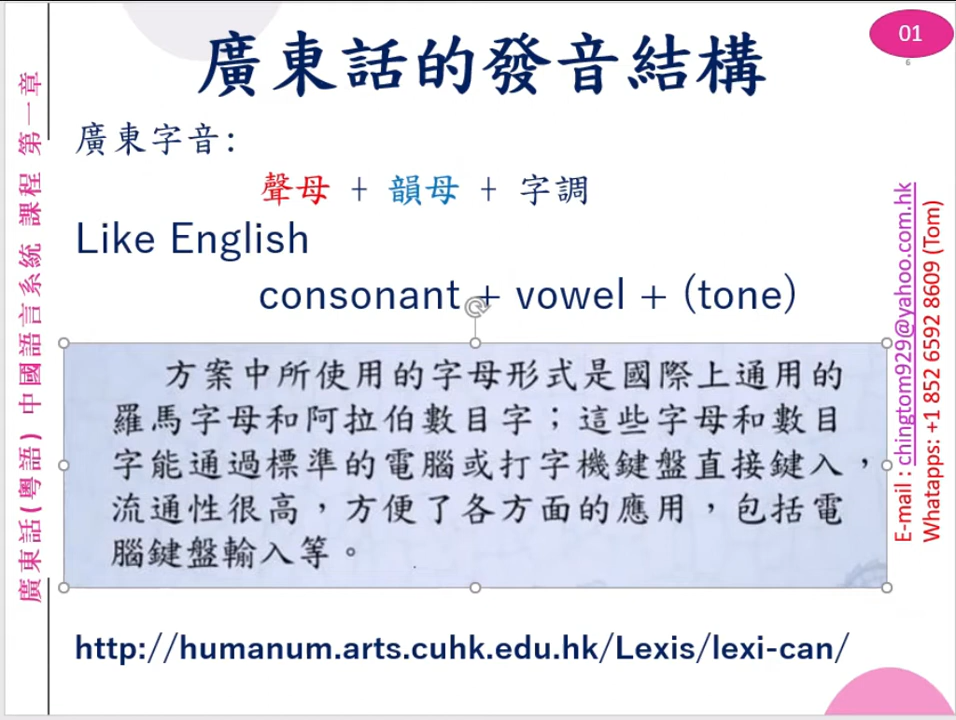 01
6
廣東話的發音結構
廣東字音:
聲母 + 韻母 + 字調
Like English
consonant + vowel + (tone)
方案中所使用的字母形式是國際上通用的
羅馬字母和阿拉伯數目字；這些字母和數目
字能通過標準的電腦或打字機鍵盤直接鍵入，
流通性很高，方便了各方面的應用，包括電
腦鍵盤輸入等。
http://humanum.arts.cuhk.edu.hk/Lexis/lexi-can/
廣東話(粵語) 中國語言系統 課程 第一章
E-mail : chingtom929@yahoo.com.hk
Whatapps: +1 852 6592 8609 (Tom)